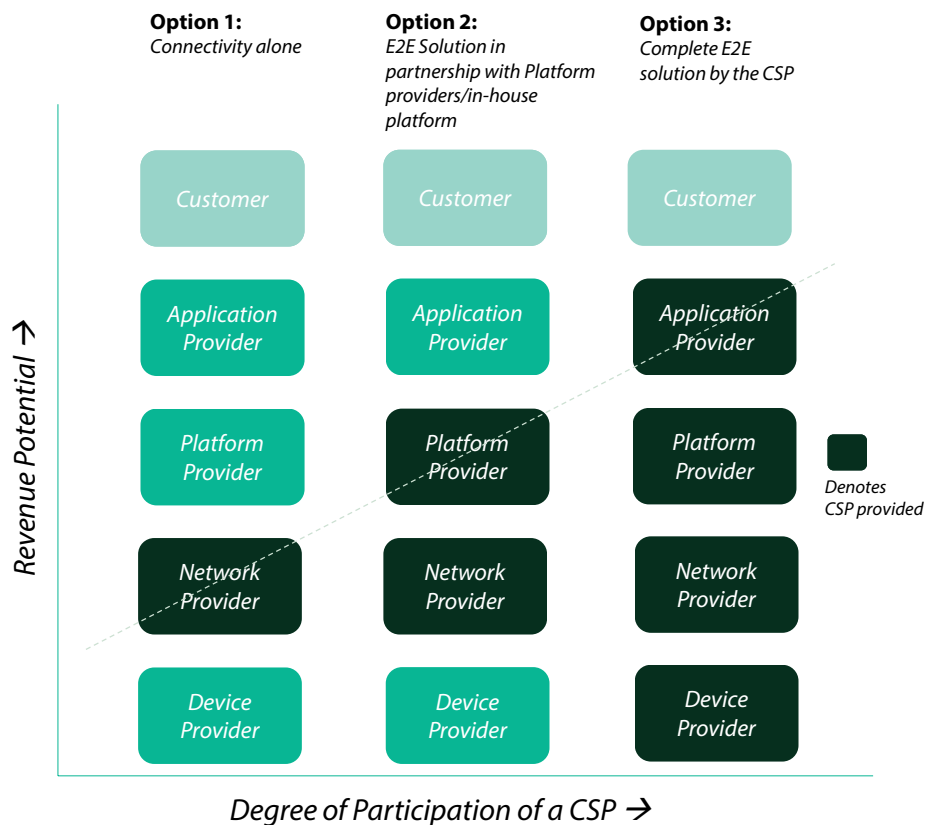 Option 1:
Connectivity alone
Option 2:
E2E Solution in
partnership with Platform
providers/in-house
platform
Option 3:
Complete E2E
solution by the CSP
Revenue Potential →
Customer
Customer
Customer
Application
Provider
Application
Provider
Application
Provider
Platform
Provider
Platform
Provider
Platform
Provider
Denotes
CSP provided
Network
Provider
Network
Provider
Network
Provider
Device
Provider
Device
Provider
Device
Provider
Degree of Participation of a CSP →